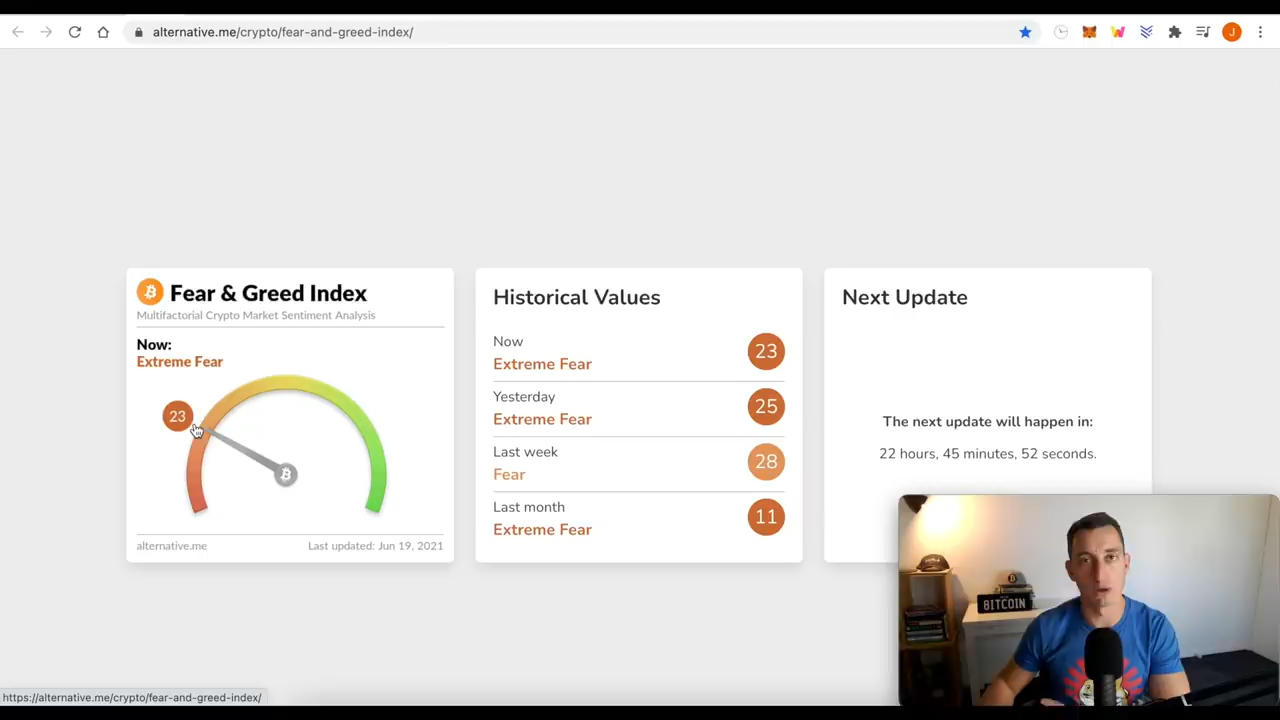 alternative.me/crypto/fear-and-greed-index/
J
Fear & Greed Index
Multifactorial Crypto Market Sentiment Analysis
Now:
Extreme Fear
23
alternative.me
Last updated: Jun 19, 2021
Historical Values
Now
Extreme Fear
23
Yesterday
Extreme Fear
25
Last week
Fear
28
Last month
Extreme Fear
11
Next Update
The next update will happen in:
22 hours, 45 minutes, 52 seconds.
BITCOIN
https://alternative.me/crypto/fear-and-greed-index/